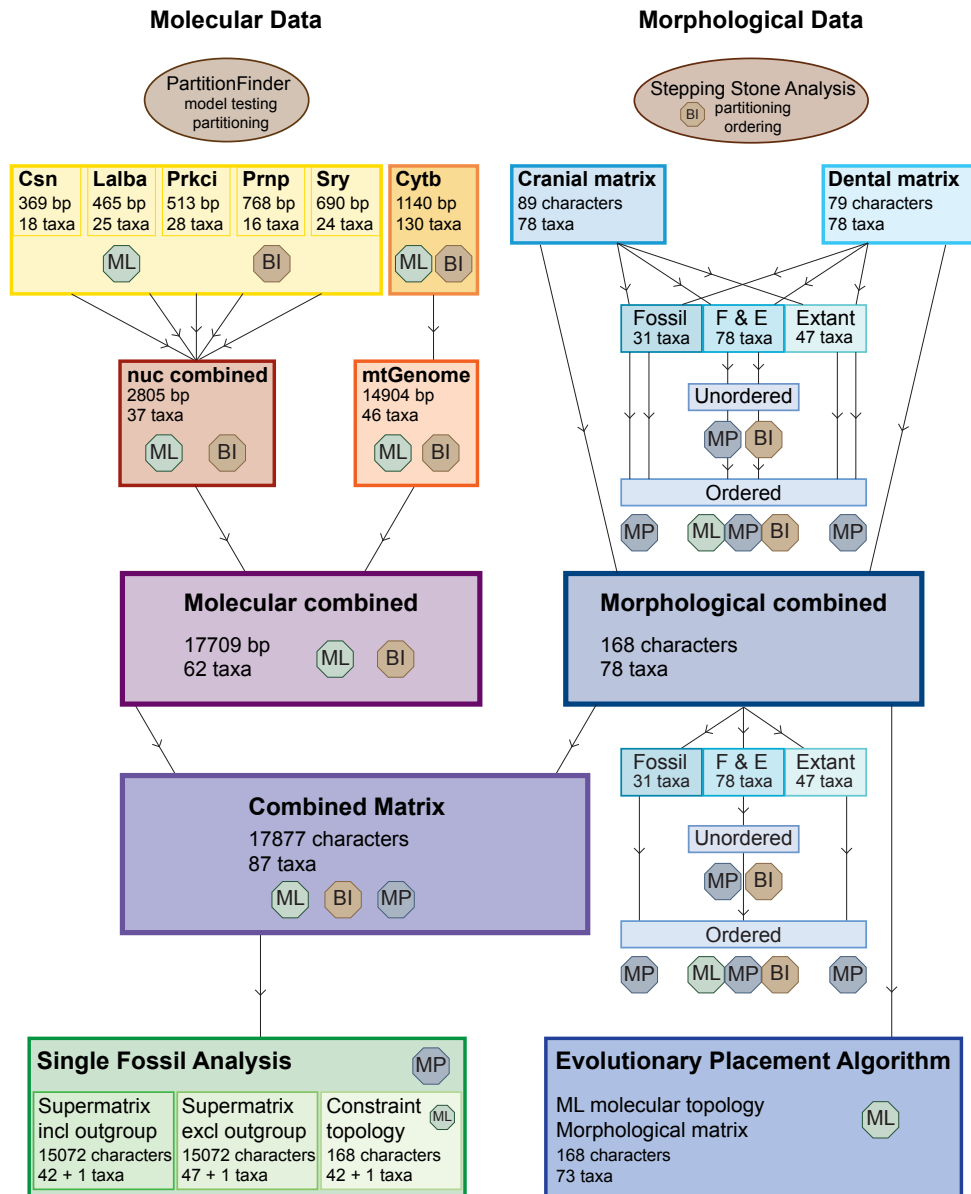 Molecular Data
Morphological Data
PartitionFinder
model testing
partitioning
Stepping Stone Analysis
BI
partitioning
ordering
Csn
369 bp
18 taxa
Lalba
465 bp
25 taxa
Prkci
513 bp
28 taxa
Prnp
768 bp
16 taxa
Sry
690 bp
24 taxa
ML
BI
Cytb
1140 bp
130 taxa
ML
BI
Cranial matrix
89 characters
78 taxa
Dental matrix
79 characters
78 taxa
Fossil
31 taxa
F & E
78 taxa
Extant
47 taxa
Unordered
MP
BI
Ordered
MP
ML
MP
BI
MP
nuc combined
2805 bp
37 taxa
ML
BI
mtGenome
14904 bp
46 taxa
ML
BI
Molecular combined
17709 bp
62 taxa
ML
BI
Morphological combined
168 characters
78 taxa
Fossil
31 taxa
F & E
78 taxa
Extant
47 taxa
Unordered
MP
BI
Ordered
MP
ML
MP
BI
MP
Combined Matrix
17877 characters
87 taxa
ML
BI
MP
Single Fossil Analysis
MP
Supermatrix
incl outgroup
15072 characters
42 + 1 taxa
Supermatrix
excl outgroup
15072 characters
47 + 1 taxa
Constraint
topology
ML
168 characters
42 + 1 taxa
Evolutionary Placement Algorithm
ML molecular topology
Morphological matrix
168 characters
73 taxa
ML